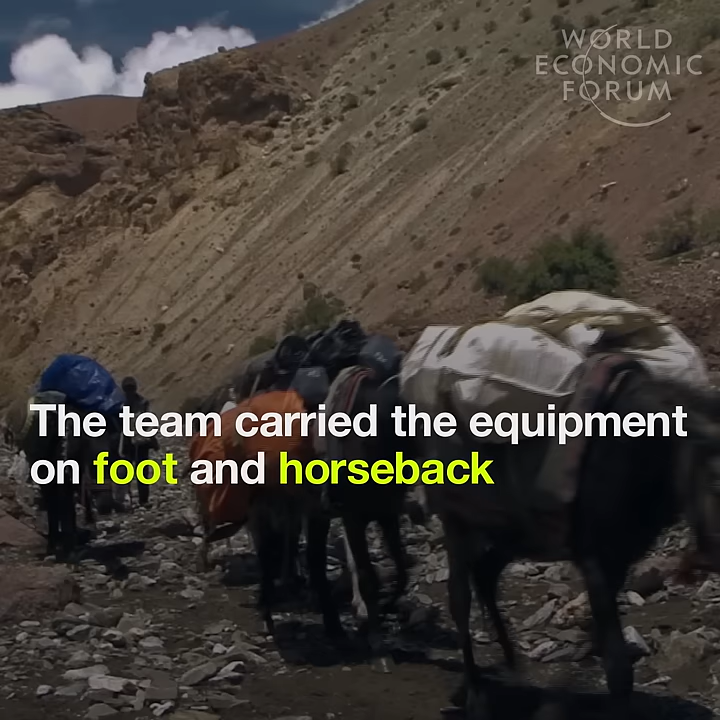 WORLD
ECONOMIC
FORUM
The team carried the equipment
on foot and horseback